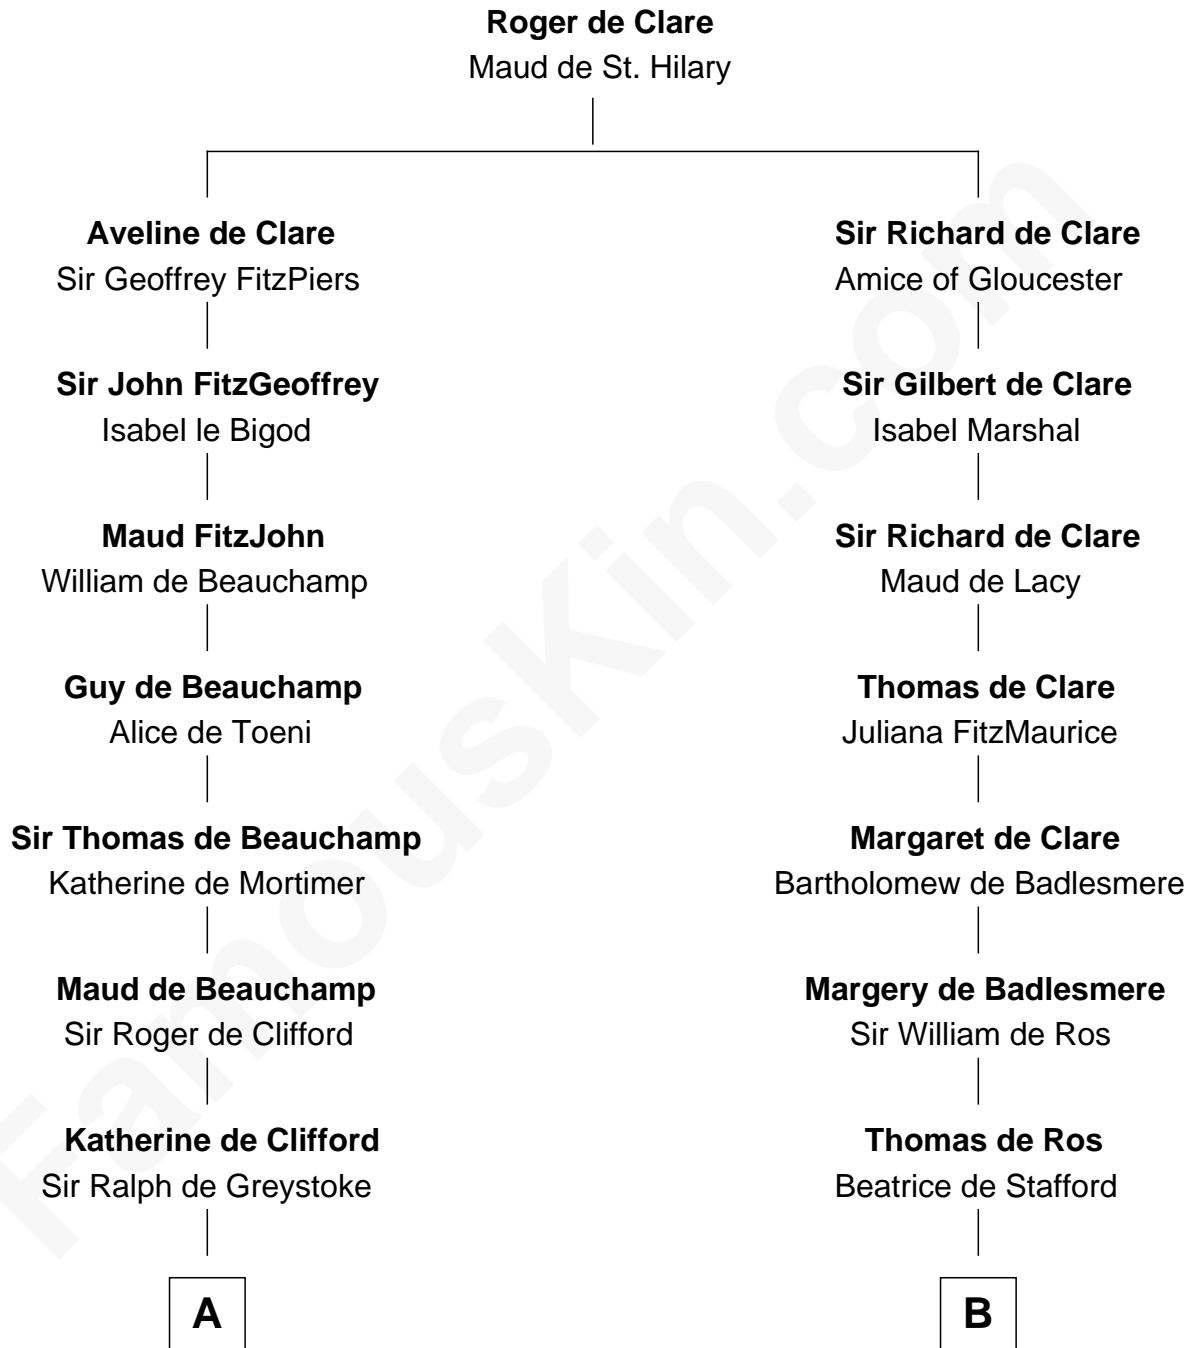 Roger de Clare
Maud de St. Hilary
Aveline de Clare
Sir Geoffrey FitzPiers
Sir Richard de Clare
Amice of Gloucester
Sir John FitzGeoffrey
Isabel le Bigod
Sir Gilbert de Clare
Isabel Marshal
Maud FitzJohn
William de Beauchamp
Sir Richard de Clare
Maud de Lacy
Guy de Beauchamp
Alice de Toeni
Thomas de Clare
Juliana FitzMaurice
Sir Thomas de Beauchamp
Katherine de Mortimer
Margaret de Clare
Bartholomew de Badlesmere
Maud de Beauchamp
Sir Roger de Clifford
Margery de Badlesmere
Sir William de Ros
Katherine de Clifford
Sir Ralph de Greystoke
Thomas de Ros
Beatrice de Stafford
A
B
FamousKin.com